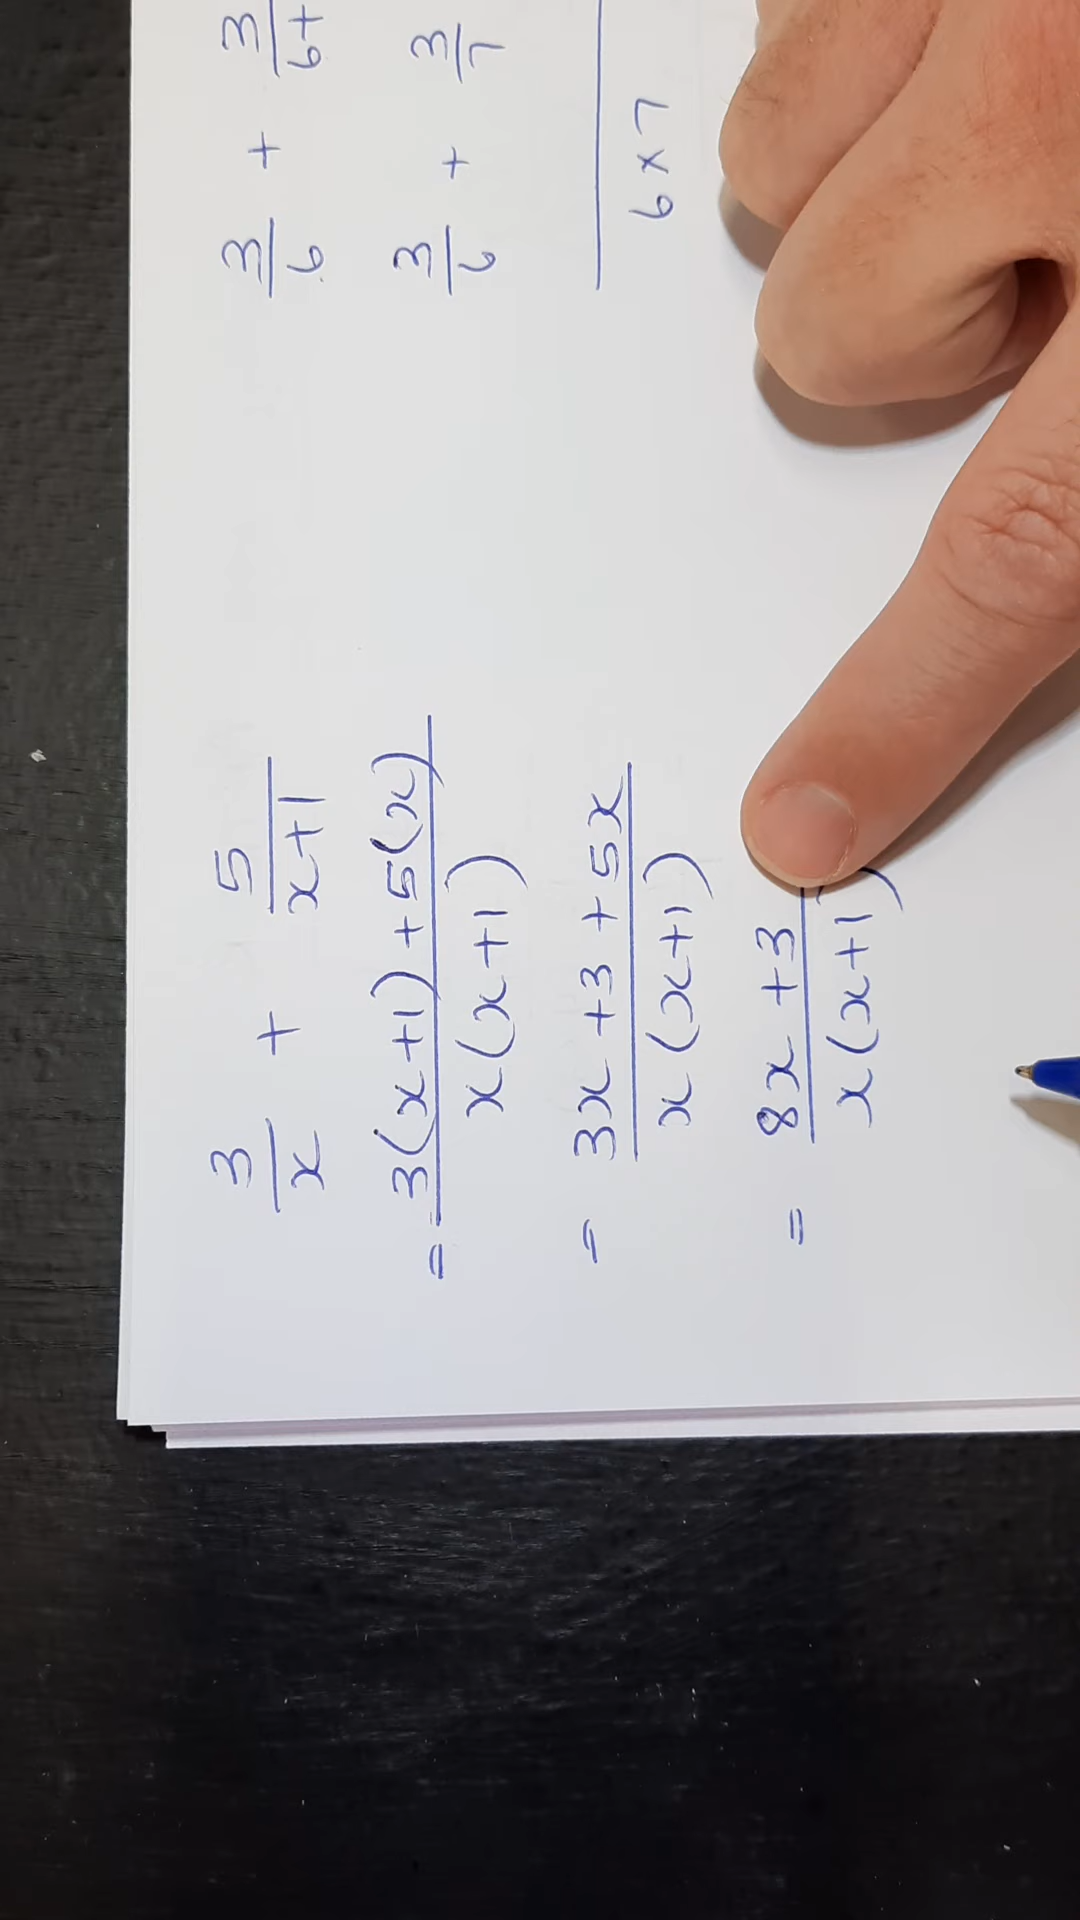 3/x + 5/x+1
= 3(x+1)+5(x) / x(x+1)
= 3x+3+5x / x(x+1)
= 8x+3 / x(x+1)
3/6 + 3/6+
3/6 + 3/7
6×7